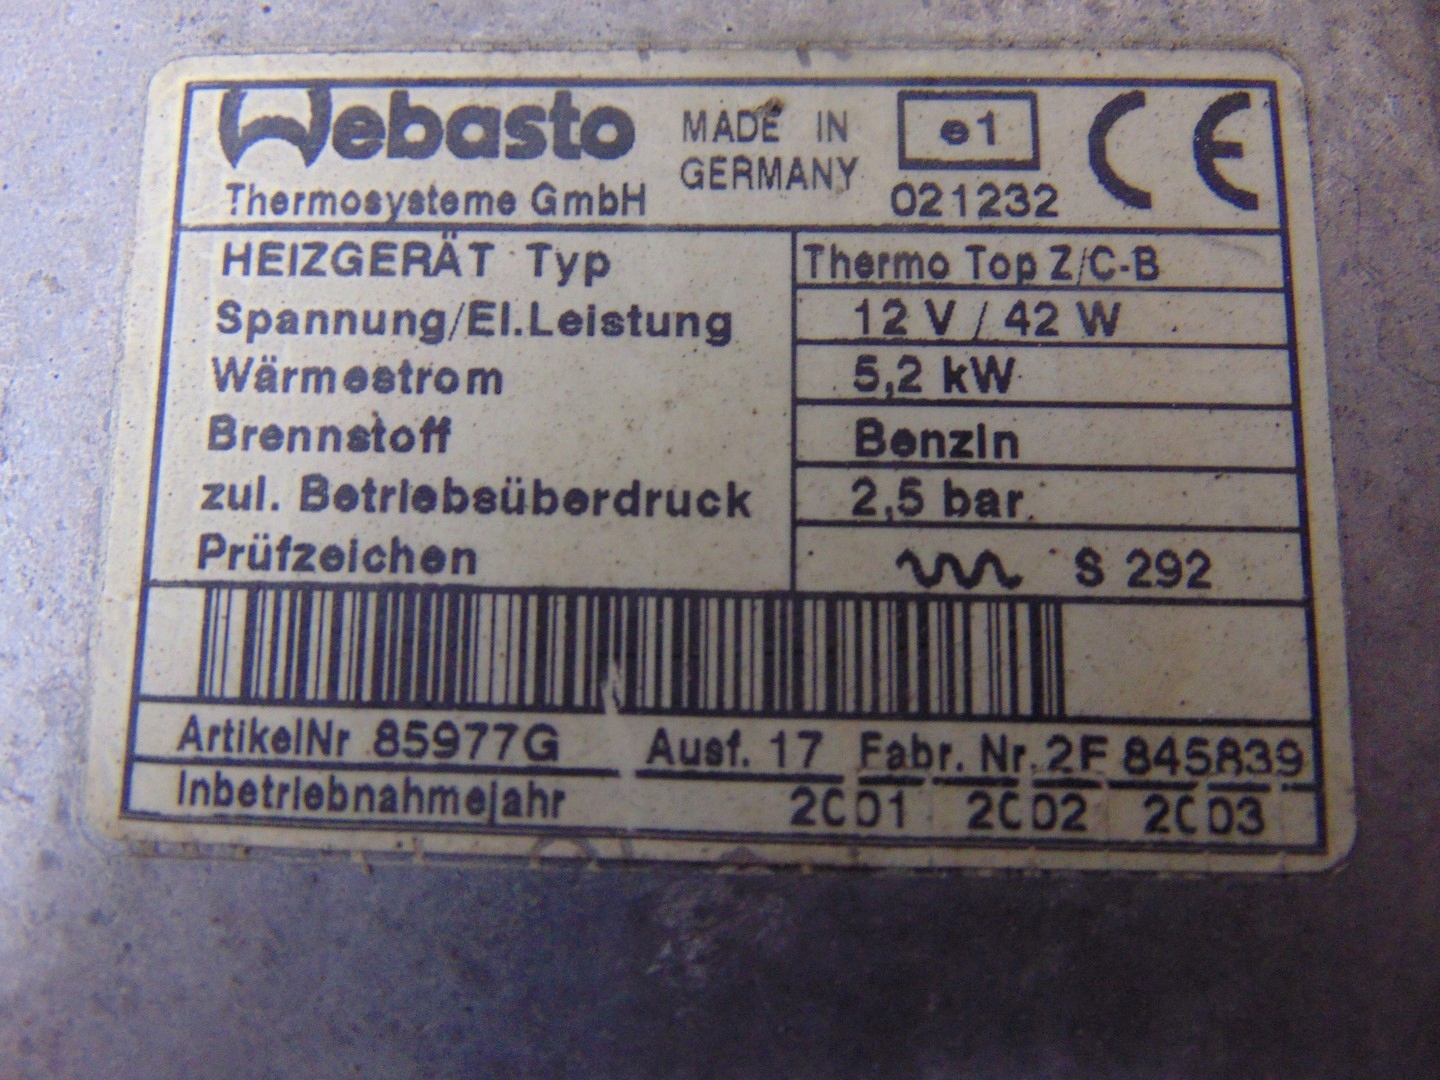 Webasto MADE IN GERMANY e1 CE
Thermosysteme GmbH 021232
HEIZGERÄT Typ Thermo Top Z/C-B
Spannung/El.Leistung 12 V / 42 W
Wärmestrom 5,2 kW
Brennstoff Benzin
zul. Betriebsüberdruck 2,5 bar
Prüfzeichen S 292
ArtikelNr 85977G Ausf. 17 Fabr. Nr. 2F 845839
Inbetriebnahmejahr 2001 2002 2003